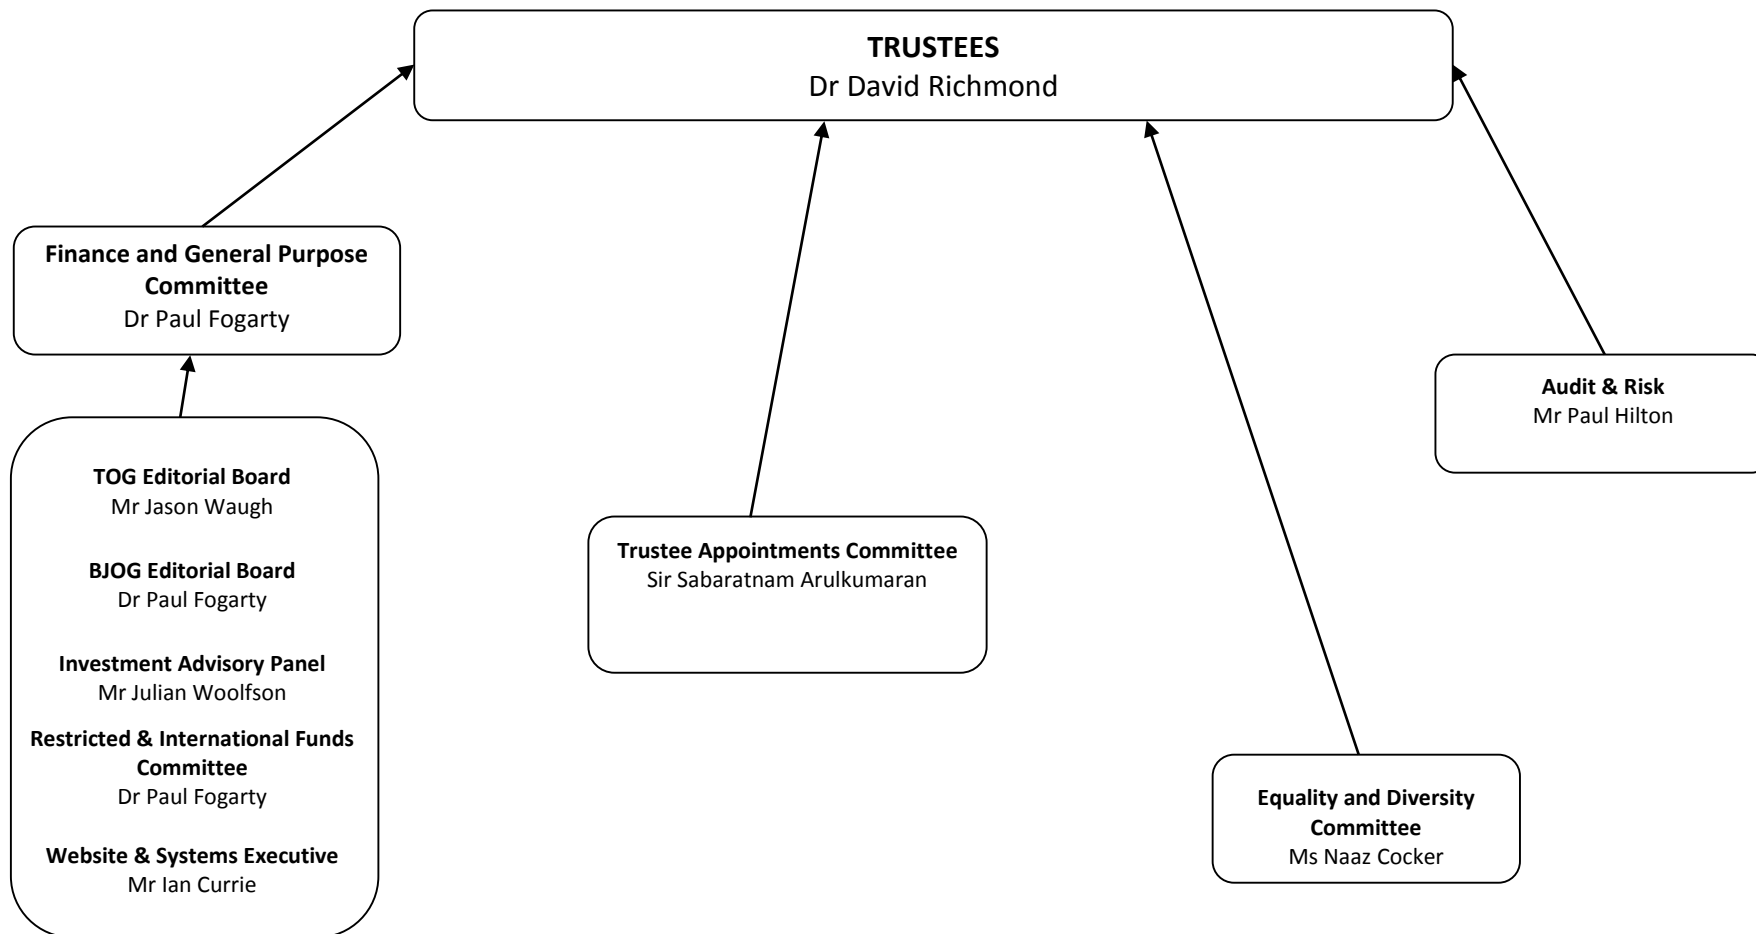 TRUSTEES
Dr David Richmond
Finance and General Purpose
Committee
Dr Paul Fogarty
TOG Editorial Board
Mr Jason Waugh
BJOG Editorial Board
Dr Paul Fogarty
Investment Advisory Panel
Mr Julian Woolfson
Restricted & International Funds
Committee
Dr Paul Fogarty
Website & Systems Executive
Mr Ian Currie
Trustee Appointments Committee
Sir Sabaratnam Arulkumaran
Equality and Diversity
Committee
Ms Naaz Cocker
Audit & Risk
Mr Paul Hilton